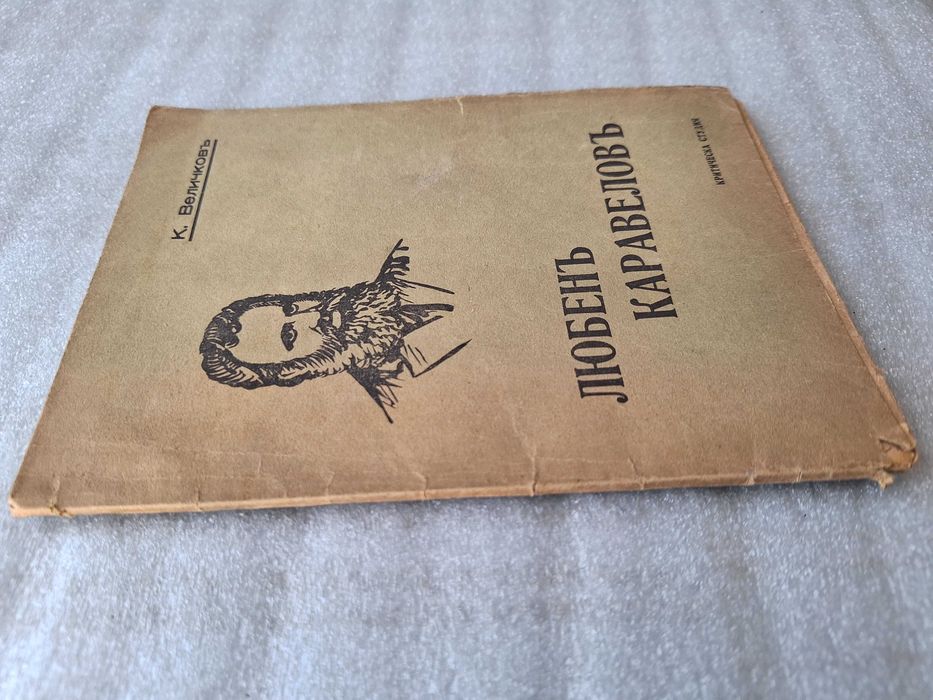 К. Величковъ
ЛЮБЕНЪ
КАРАВЕЛОВЪ
КРИТИЧЕСКА СТУДИЯ